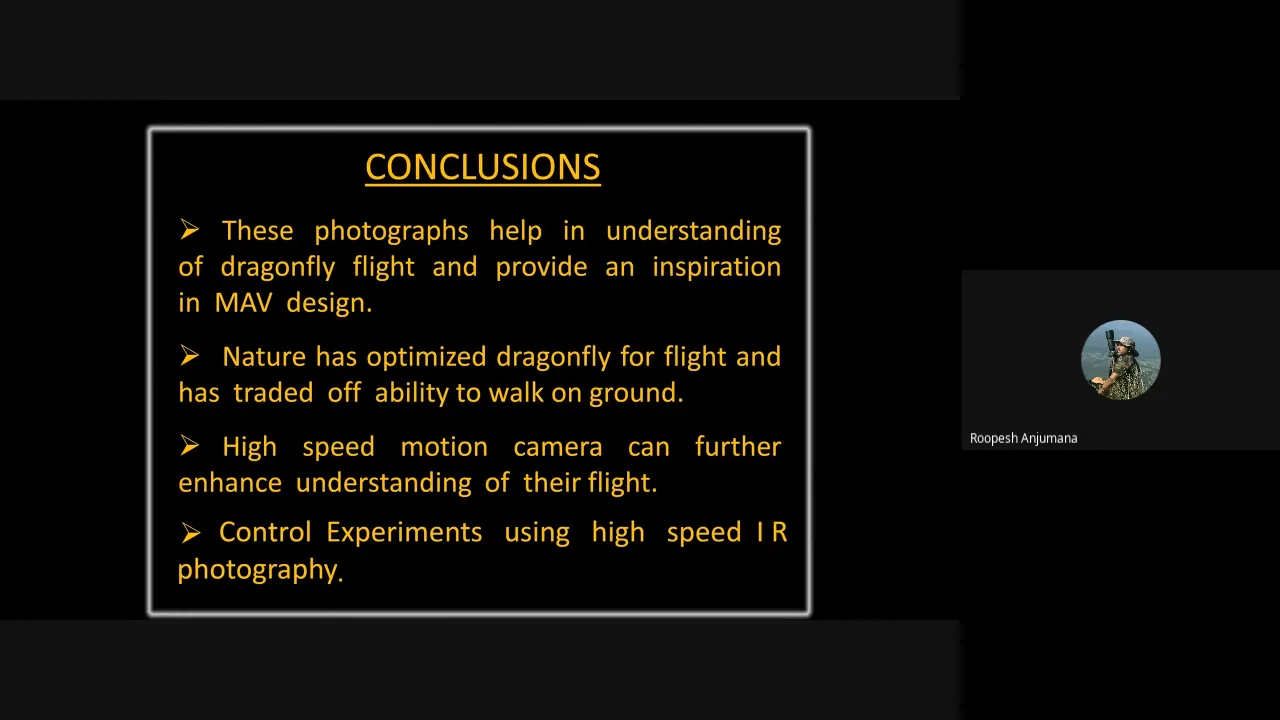 CONCLUSIONS
➢ These photographs help in understanding
of dragonfly flight and provide an inspiration
in MAV design.
➢ Nature has optimized dragonfly for flight and
has traded off ability to walk on ground.
➢ High speed motion camera can further
enhance understanding of their flight.
➢ Control Experiments using high speed I R
photography.
Roopesh Anjumana